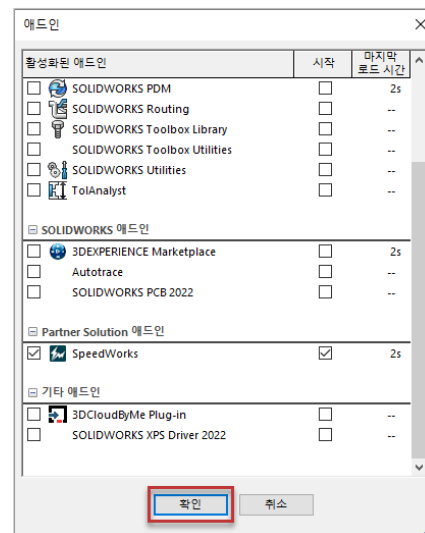 애드인
활성화된 애드인 시작 마지막
로드 시간
SOLIDWORKS PDM 2s
SOLIDWORKS Routing --
SOLIDWORKS Toolbox Library --
SOLIDWORKS Toolbox Utilities --
SOLIDWORKS Utilities --
TolAnalyst --
SOLIDWORKS 애드인
3DEXPERIENCE Marketplace 2s
Autotrace --
SOLIDWORKS PCB 2022 --
Partner Solution 애드인
SpeedWorks 2s
기타 애드인
3DCloudByMe Plug-in --
SOLIDWORKS XPS Driver 2022 --
확인 취소